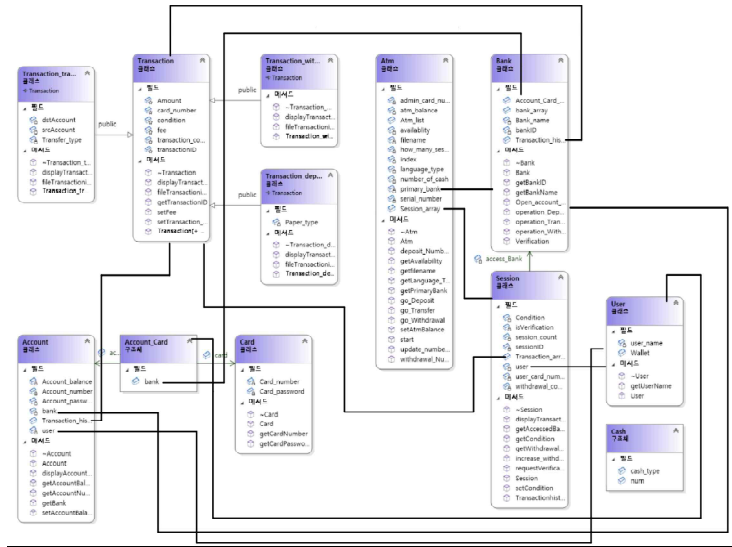 Transaction_tra...
클래스
Transaction
필드
dstAccount
srcAccount
Transfer_type
메서드
~Transaction_t...
displayTransact...
fileTransactioni...
Transaction_tr
public
Transaction
클래스
필드
Amount
card_number
condition
fee
transaction_co...
transactionID
메서드
~Transaction
displayTransact...
fileTransactioni...
getTransactionID
setFee
setTransaction_...
public
Transaction_wit...
클래스
Transaction
메서드
~Transaction_...
displayTransact...
fileTransactioni...
Transaction_wi...
public
Transaction_dep...
클래스
Transaction
필드
Paper_type
메서드
~Transaction_d...
displayTransact...
fileTransactioni...
Transaction_de...
Atm
클래스
필드
admin_card_nu...
atm_balance
Atm_list
availablity
filename
how_many_ses...
index
language_type
number_of_cash
primary_bank
serial_number
Session_array
메서드
~Atm
Atm
deposit_Numb...
getAvailability
getfilename
getLanguage_T...
getPrimaryBank
go_Deposit
go_Transfer
go_Withdrawal
setAtmBalance
start
update_numbe...
withdrawal_Nu...
Bank
클래스
필드
Account_Card_...
bank_array
Bank_name
bankID
Transaction_his...
메서드
~Bank
Bank
getBankID
getBankName
Open_account_...
operation_Dep...
operation_Tran...
operation_With...
Verification
access_Bank
Session
클래스
필드
Condition
isVerification
session_count
sessionID
Transaction_arr...
user
user_card_num...
withdrawal_co...
메서드
~Session
displayTransact...
getAccessedBa...
getCondition
getWithdrawal...
increase_withd...
requestVerifica...
Session
setCondition
TransactionHist...
User
클래스
필드
user_name
Wallet
메서드
~User
getUserName
User
Cash
구조체
필드
cash_type
num
Account
클래스
필드
Account_balance
Account_number
Account_passw...
bank
Transaction_his...
user
메서드
~Account
Account
displayAccount...
getAccountBal...
getAccountNu...
getBank
setAccountBala...
ac...
Account_Card
구조체
필드
bank
card
Card
클래스
필드
Card_number
Card_password
메서드
~Card
Card
getCardNumber
getCardPasswo...